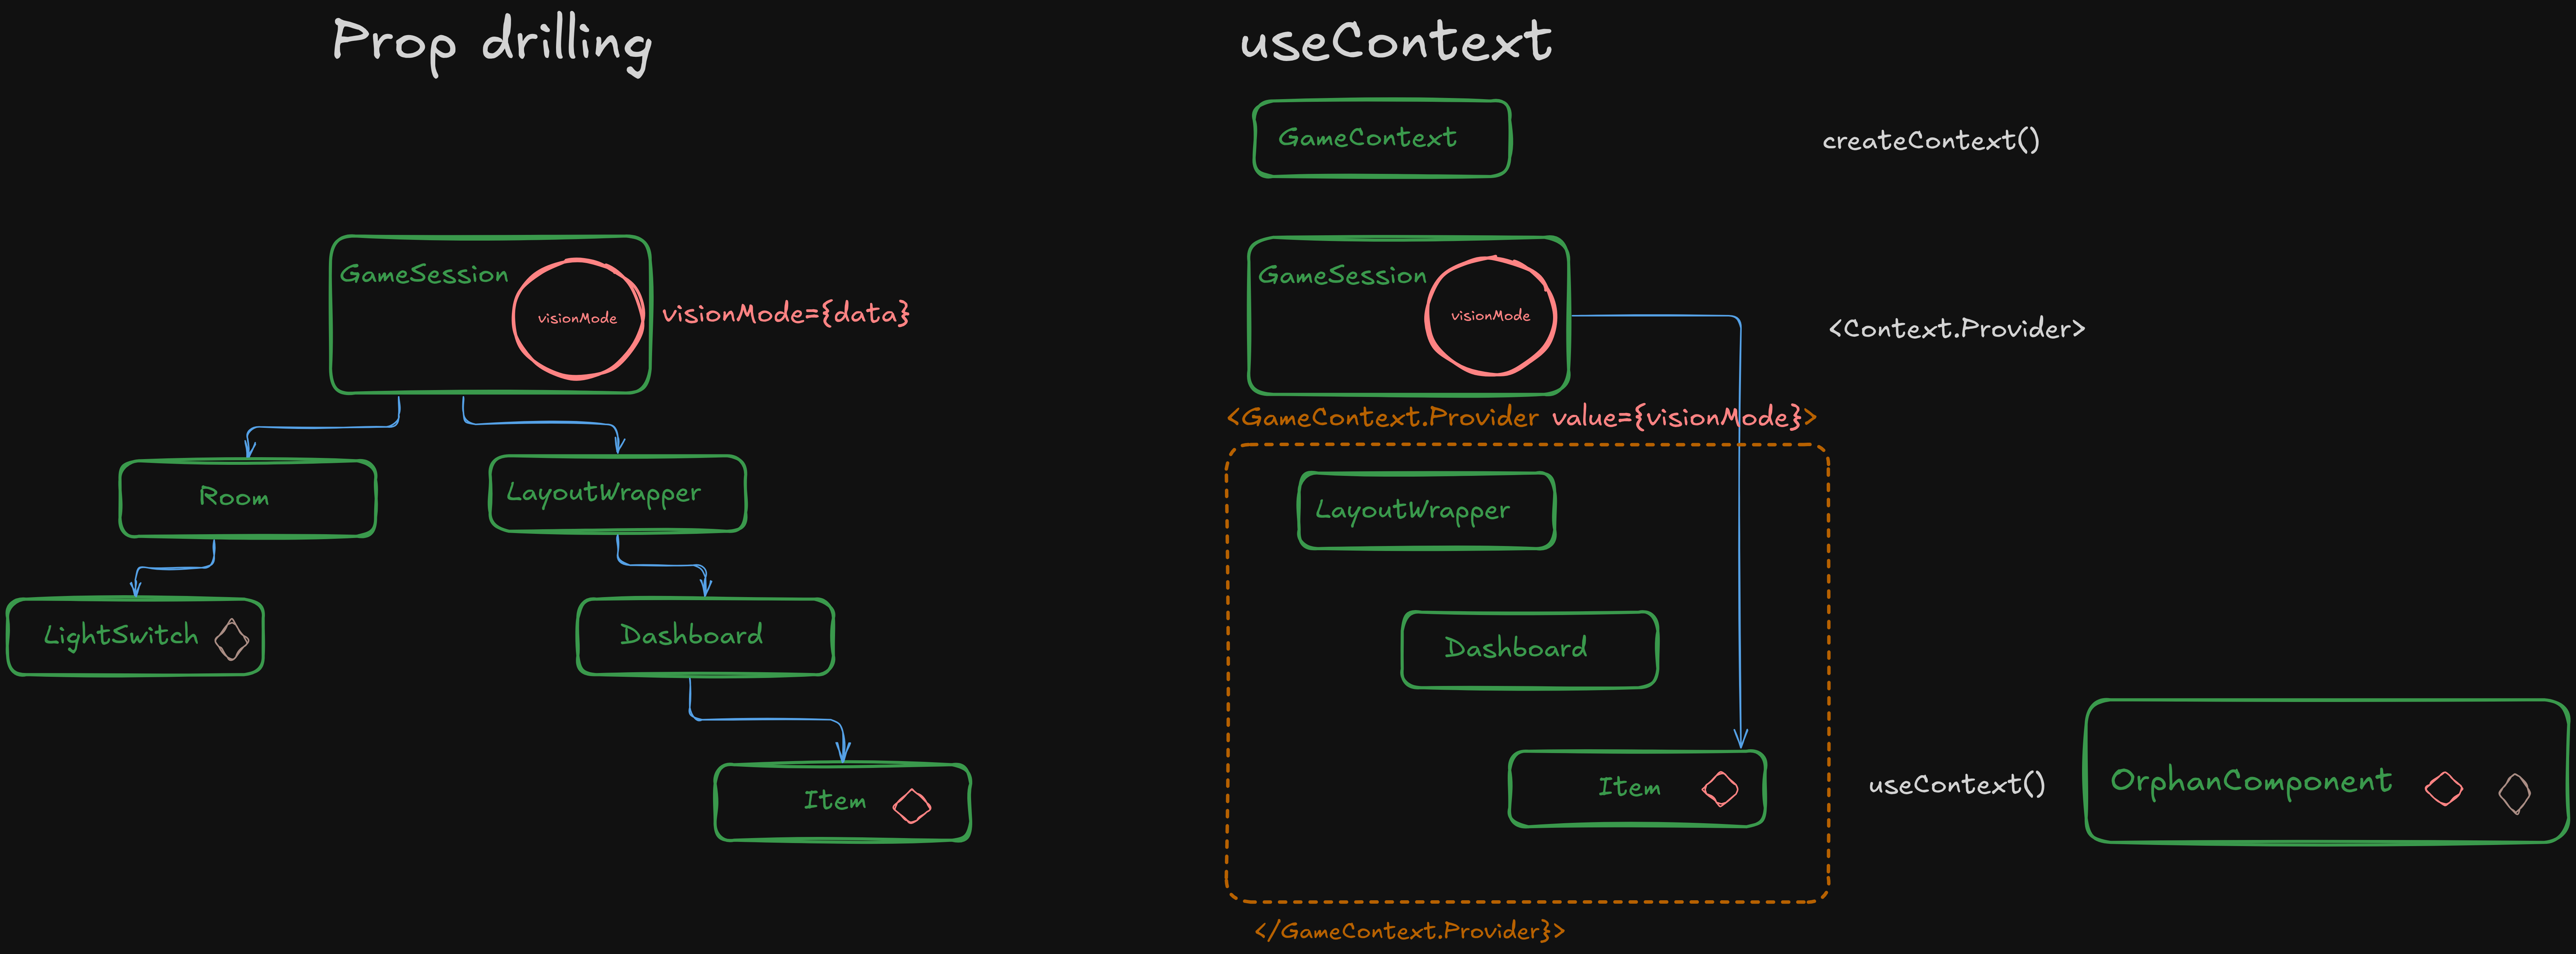 Prop drilling
GameSession
visionMode
visionMode={data}
Room
LayoutWrapper
LightSwitch
Dashboard
Item
useContext
GameContext
createContext()
GameSession
visionMode
<Context.Provider>
<GameContext.Provider value={visionMode}>
LayoutWrapper
Dashboard
Item
useContext()
OrphanComponent
</GameContext.Provider}>